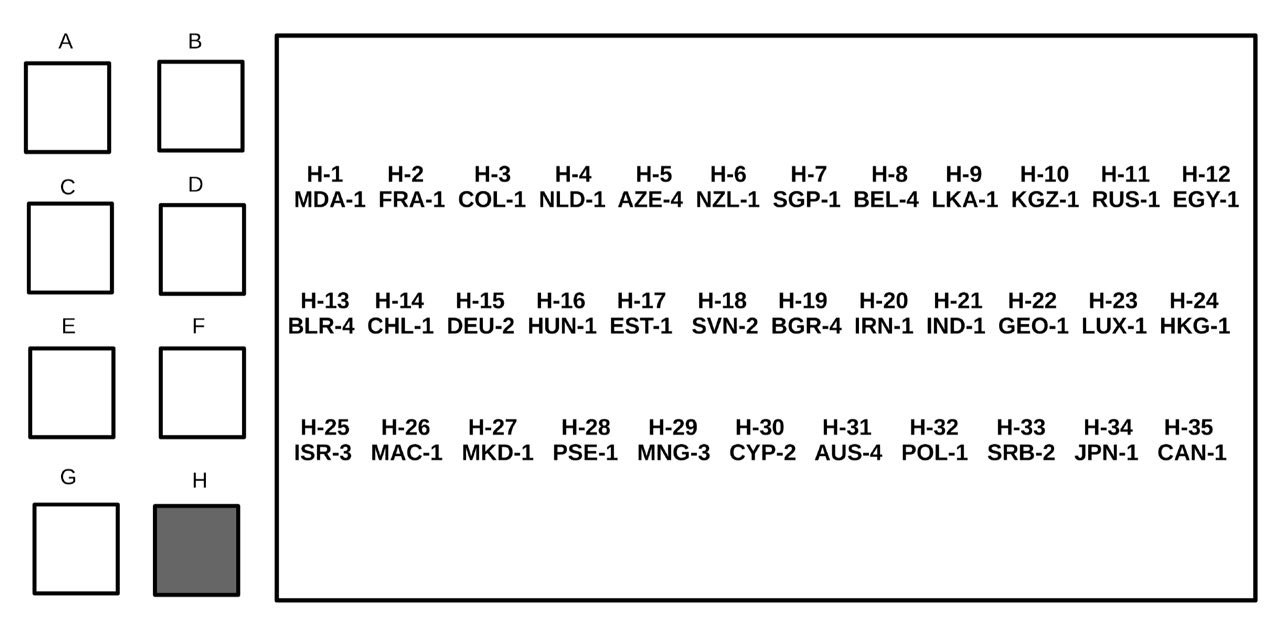 A B
C D
E F
G H
H-1 H-2 H-3 H-4 H-5 H-6 H-7 H-8 H-9 H-10 H-11 H-12
MDA-1 FRA-1 COL-1 NLD-1 AZE-4 NZL-1 SGP-1 BEL-4 LKA-1 KGZ-1 RUS-1 EGY-1
H-13 H-14 H-15 H-16 H-17 H-18 H-19 H-20 H-21 H-22 H-23 H-24
BLR-4 CHL-1 DEU-2 HUN-1 EST-1 SVN-2 BGR-4 IRN-1 IND-1 GEO-1 LUX-1 HKG-1
H-25 H-26 H-27 H-28 H-29 H-30 H-31 H-32 H-33 H-34 H-35
ISR-3 MAC-1 MKD-1 PSE-1 MNG-3 CYP-2 AUS-4 POL-1 SRB-2 JPN-1 CAN-1